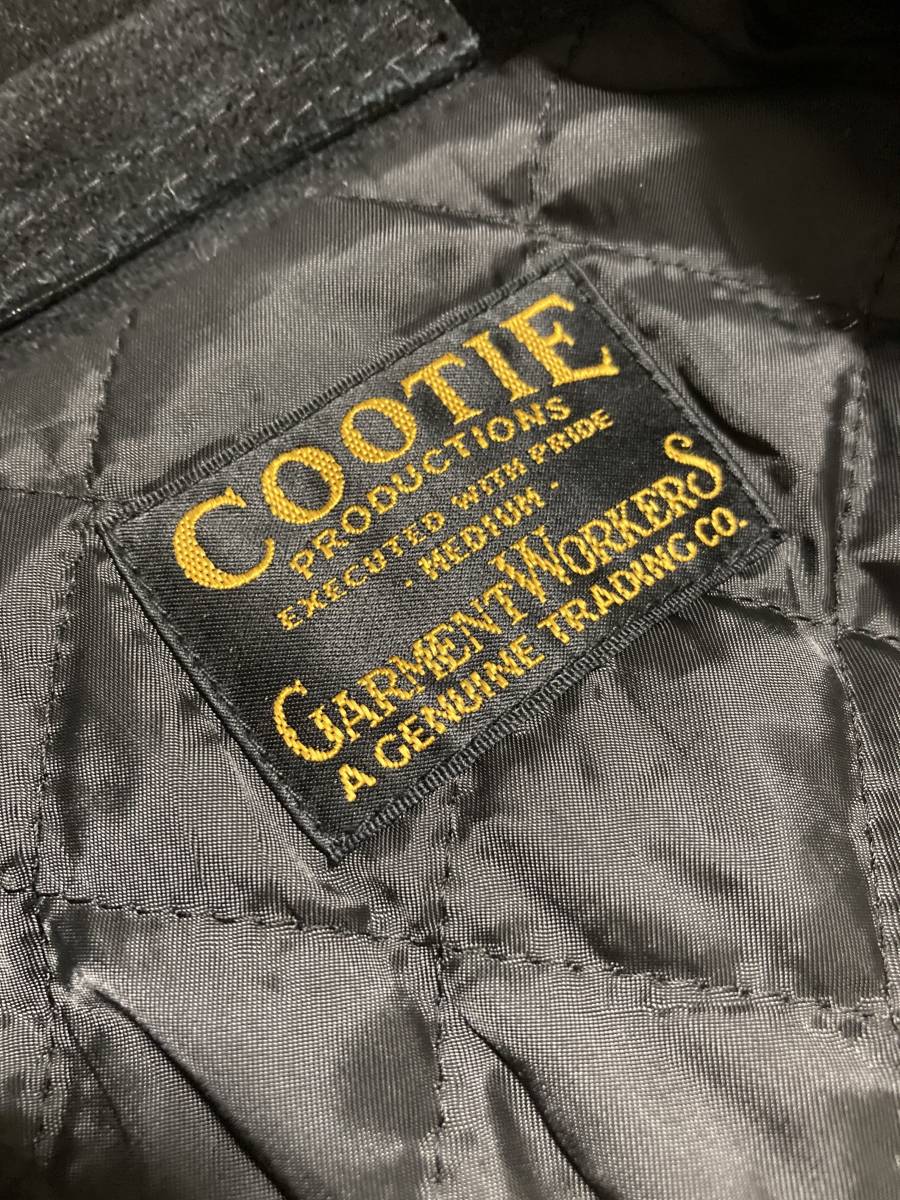 COOTIE
PRODUCTIONS
EXECUTED WITH PRIDE
- MEDIUM -
GARMENT WORKERS
A GENUINE TRADING CO.